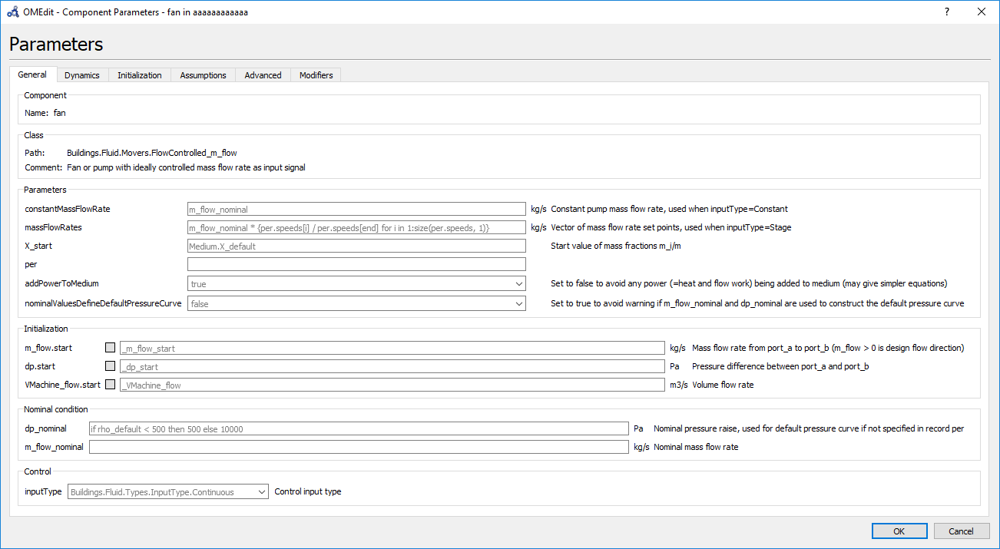 OMEdit - Component Parameters - fan in aaaaaaaaaaaa ?
Parameters
General Dynamics Initialization Assumptions Advanced Modifiers
Component
Name: fan
Class
Path: Buildings.Fluid.Movers.FlowControlled_m_flow
Comment: Fan or pump with ideally controlled mass flow rate as input signal
Parameters
constantMassFlowRate m_flow_nominal kg/s Constant pump mass flow rate, used when inputType=Constant
massFlowRates m_flow_nominal * {per.speeds[i] / per.speeds[end] for i in 1:size(per.speeds, 1)} kg/s Vector of mass flow rate set points, used when inputType=Stage
X_start Medium.X_default Start value of mass fractions m_i/m
per
addPowerToMedium true Set to false to avoid any power (=heat and flow work) being added to medium (may give simpler equations)
nominalValuesDefineDefaultPressureCurve false Set to true to avoid warning if m_flow_nominal and dp_nominal are used to construct the default pressure curve
Initialization
m_flow.start _m_flow_start kg/s Mass flow rate from port_a to port_b (m_flow > 0 is design flow direction)
dp.start _dp_start Pa Pressure difference between port_a and port_b
VMachine_flow.start _VMachine_flow m3/s Volume flow rate
Nominal condition
dp_nominal if rho_default < 500 then 500 else 10000 Pa Nominal pressure raise, used for default pressure curve if not specified in record per
m_flow_nominal kg/s Nominal mass flow rate
Control
inputType Buildings.Fluid.Types.InputType.Continuous Control input type
OK Cancel